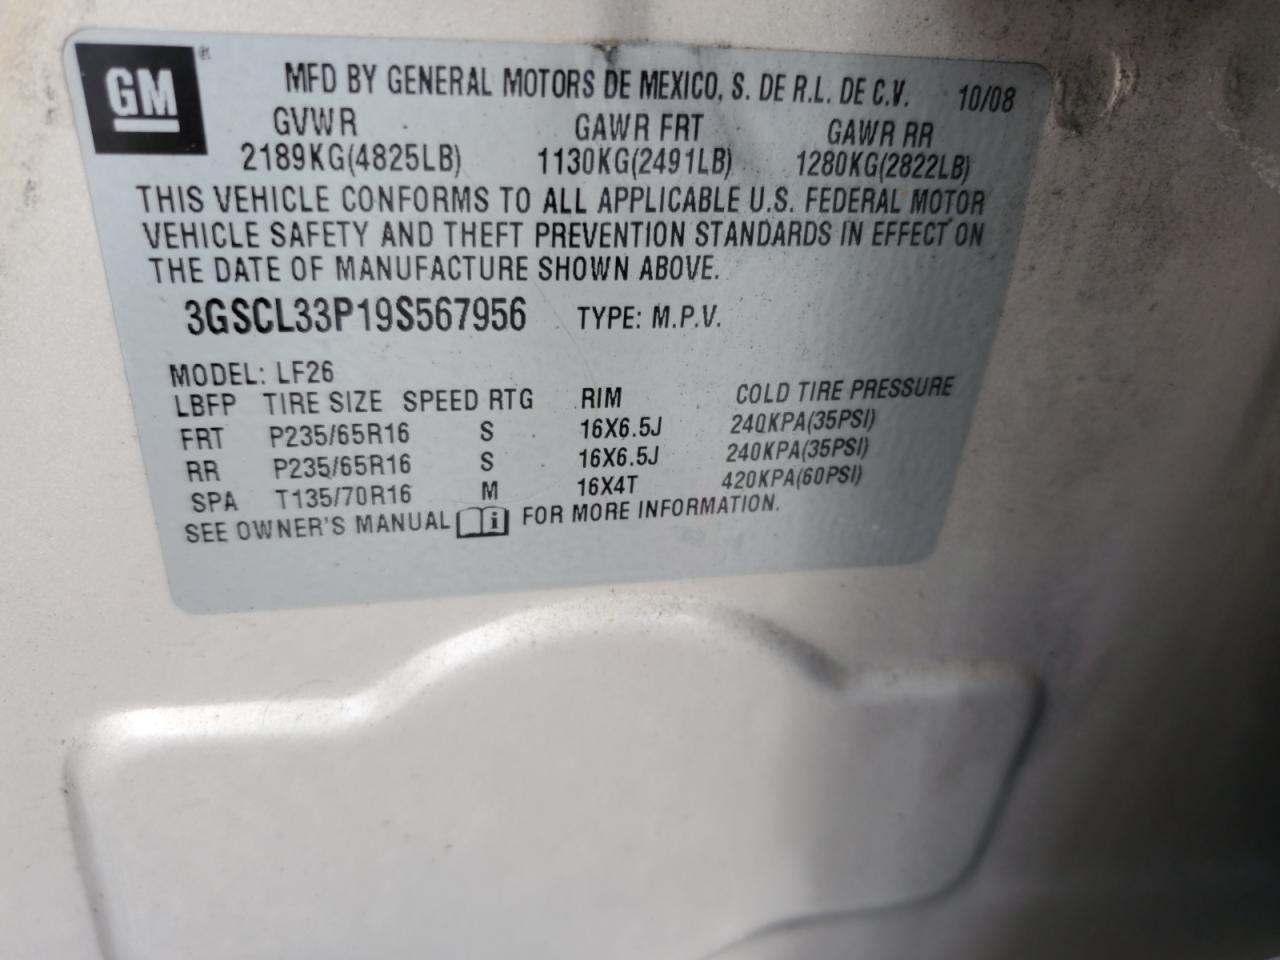 GM ®
MFD BY GENERAL MOTORS DE MEXICO, S. DE R.L. DE C.V. 10/08
GVWR GAWR FRT GAWR RR
2189KG(4825LB) 1130KG(2491LB) 1280KG(2822LB)
THIS VEHICLE CONFORMS TO ALL APPLICABLE U.S. FEDERAL MOTOR
VEHICLE SAFETY AND THEFT PREVENTION STANDARDS IN EFFECT ON
THE DATE OF MANUFACTURE SHOWN ABOVE.
3GSCL33P19S567956 TYPE: M.P.V.
MODEL: LF26
LBFP TIRE SIZE SPEED RTG RIM COLD TIRE PRESSURE
FRT P235/65R16 S 16X6.5J 240KPA(35PSI)
RR P235/65R16 S 16X6.5J 240KPA(35PSI)
SPA T135/70R16 M 16X4T 420KPA(60PSI)
SEE OWNER'S MANUAL i FOR MORE INFORMATION.